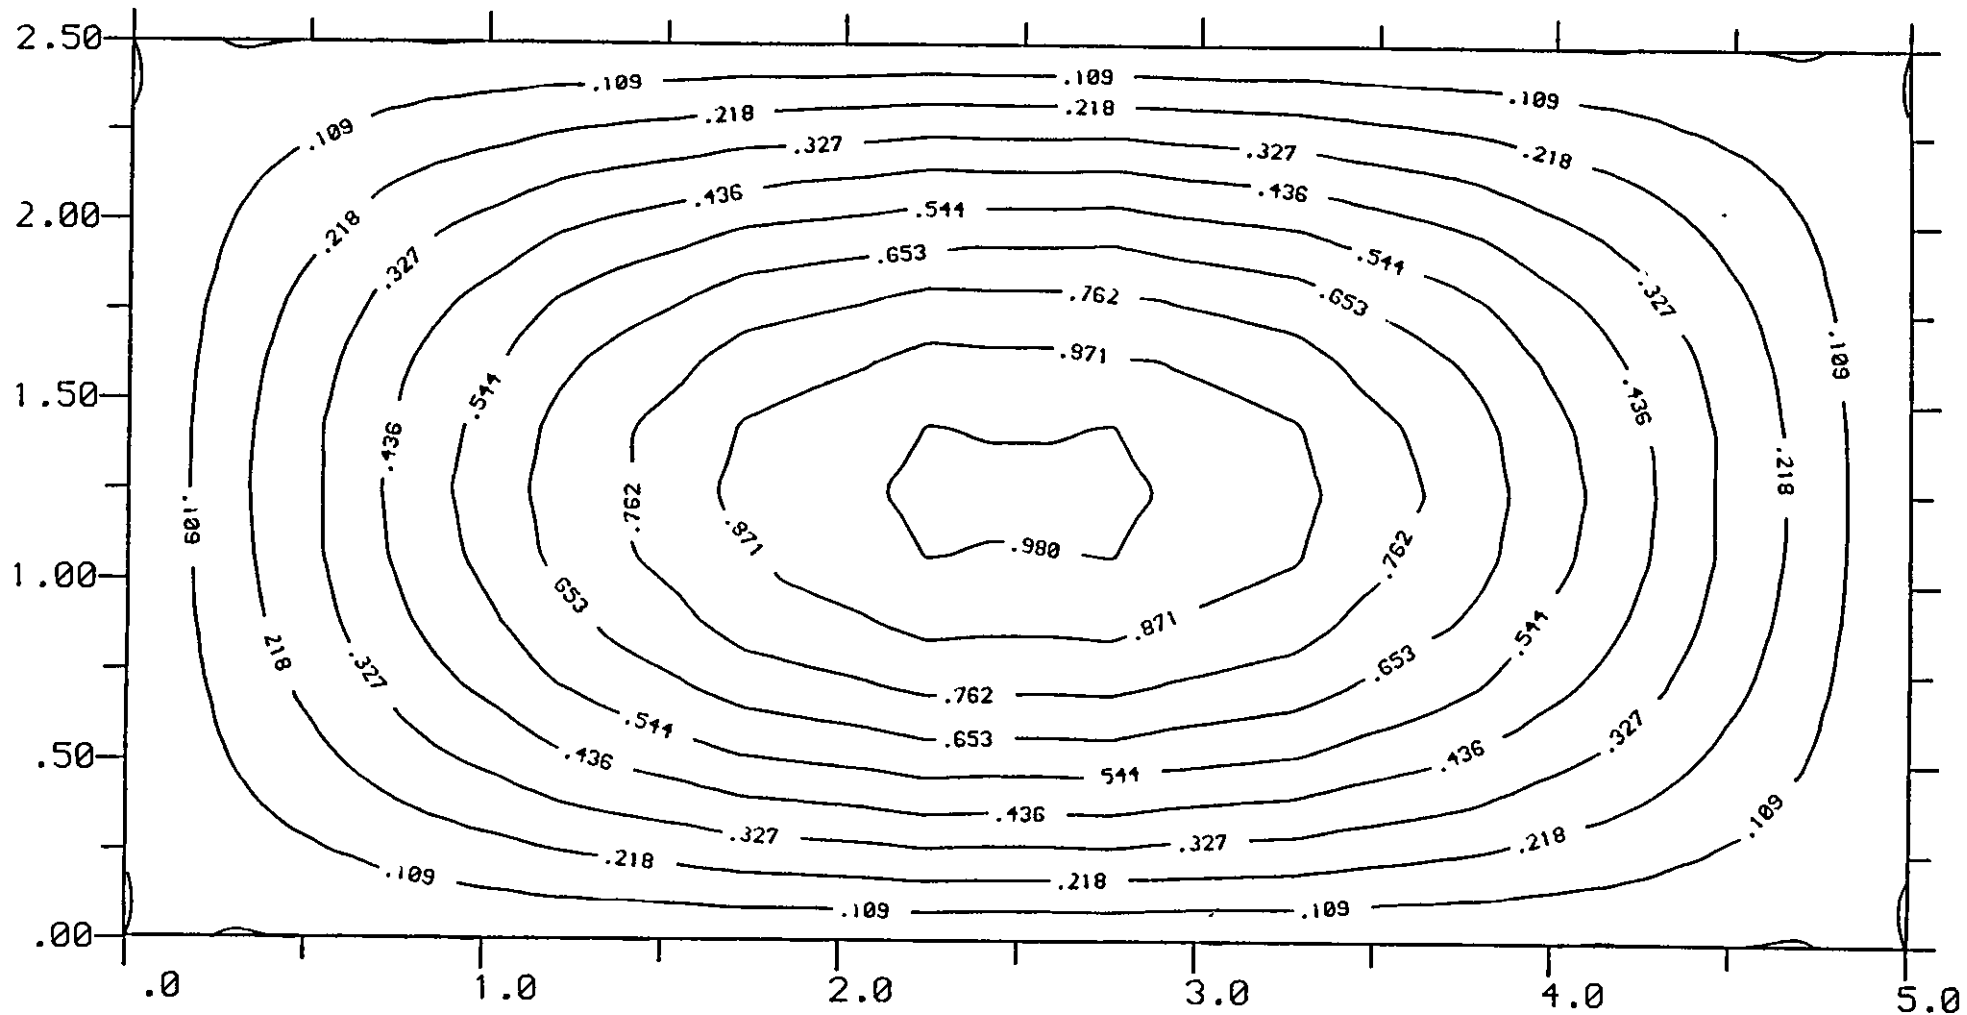 2.50
.109 .109 .109
.218 .218
.109 .327 .327 .218
.436 .436
2.00 .218 .544
.327 .653 .544 .327
.762 .653
.871 .109
1.50 .544 .436
.436 .218
.109 .762 .871 .980 .762
1.00
.653 .871 .544
.218 .327 .653
.762
.544 .653 .327
.50 .436 544 .436
.436 .109
.327 .327 .218
.218 .218
.109 .109 .109
.00
.0 1.0 2.0 3.0 4.0 5.0